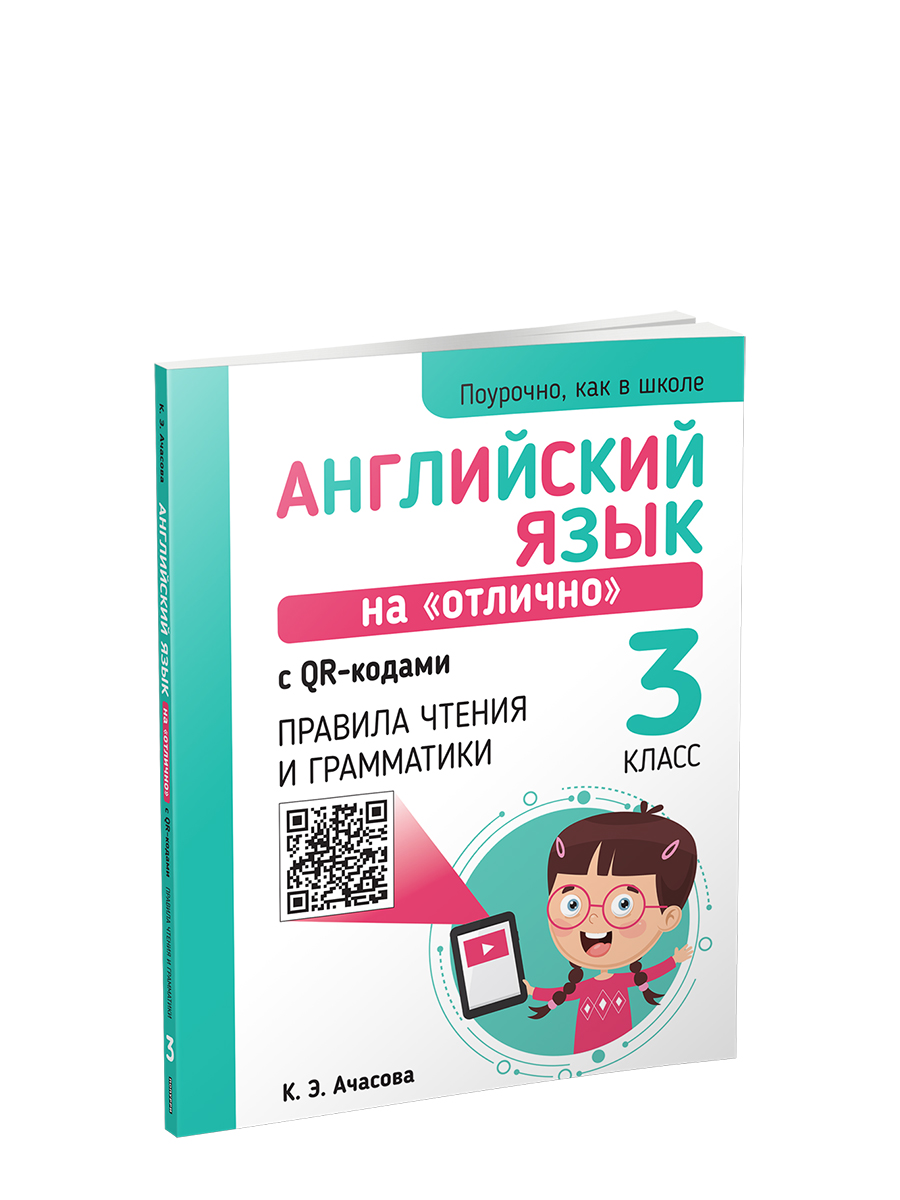 Поурочно, как в школе
АНГЛИЙСКИЙ
ЯЗЫК
на «отлично»
с QR-кодами
ПРАВИЛА ЧТЕНИЯ
И ГРАММАТИКИ
3
КЛАСС
К. Э. Ачасова
К. Э. Ачасова АНГЛИЙСКИЙ ЯЗЫК на «отлично» с QR-кодами ПРАВИЛА ЧТЕНИЯ И ГРАММАТИКИ 3